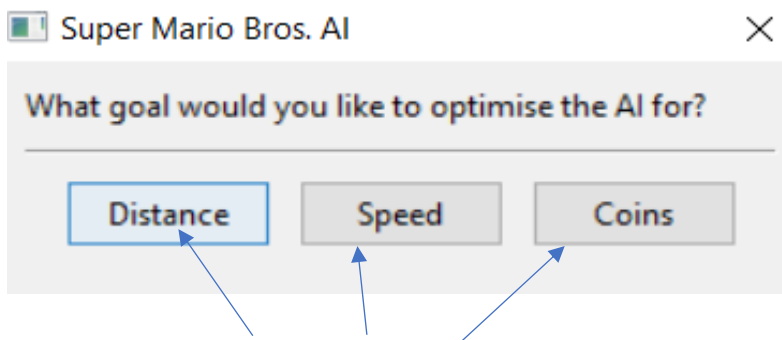 Super Mario Bros. AI
What goal would you like to optimise the AI for?
Distance Speed Coins